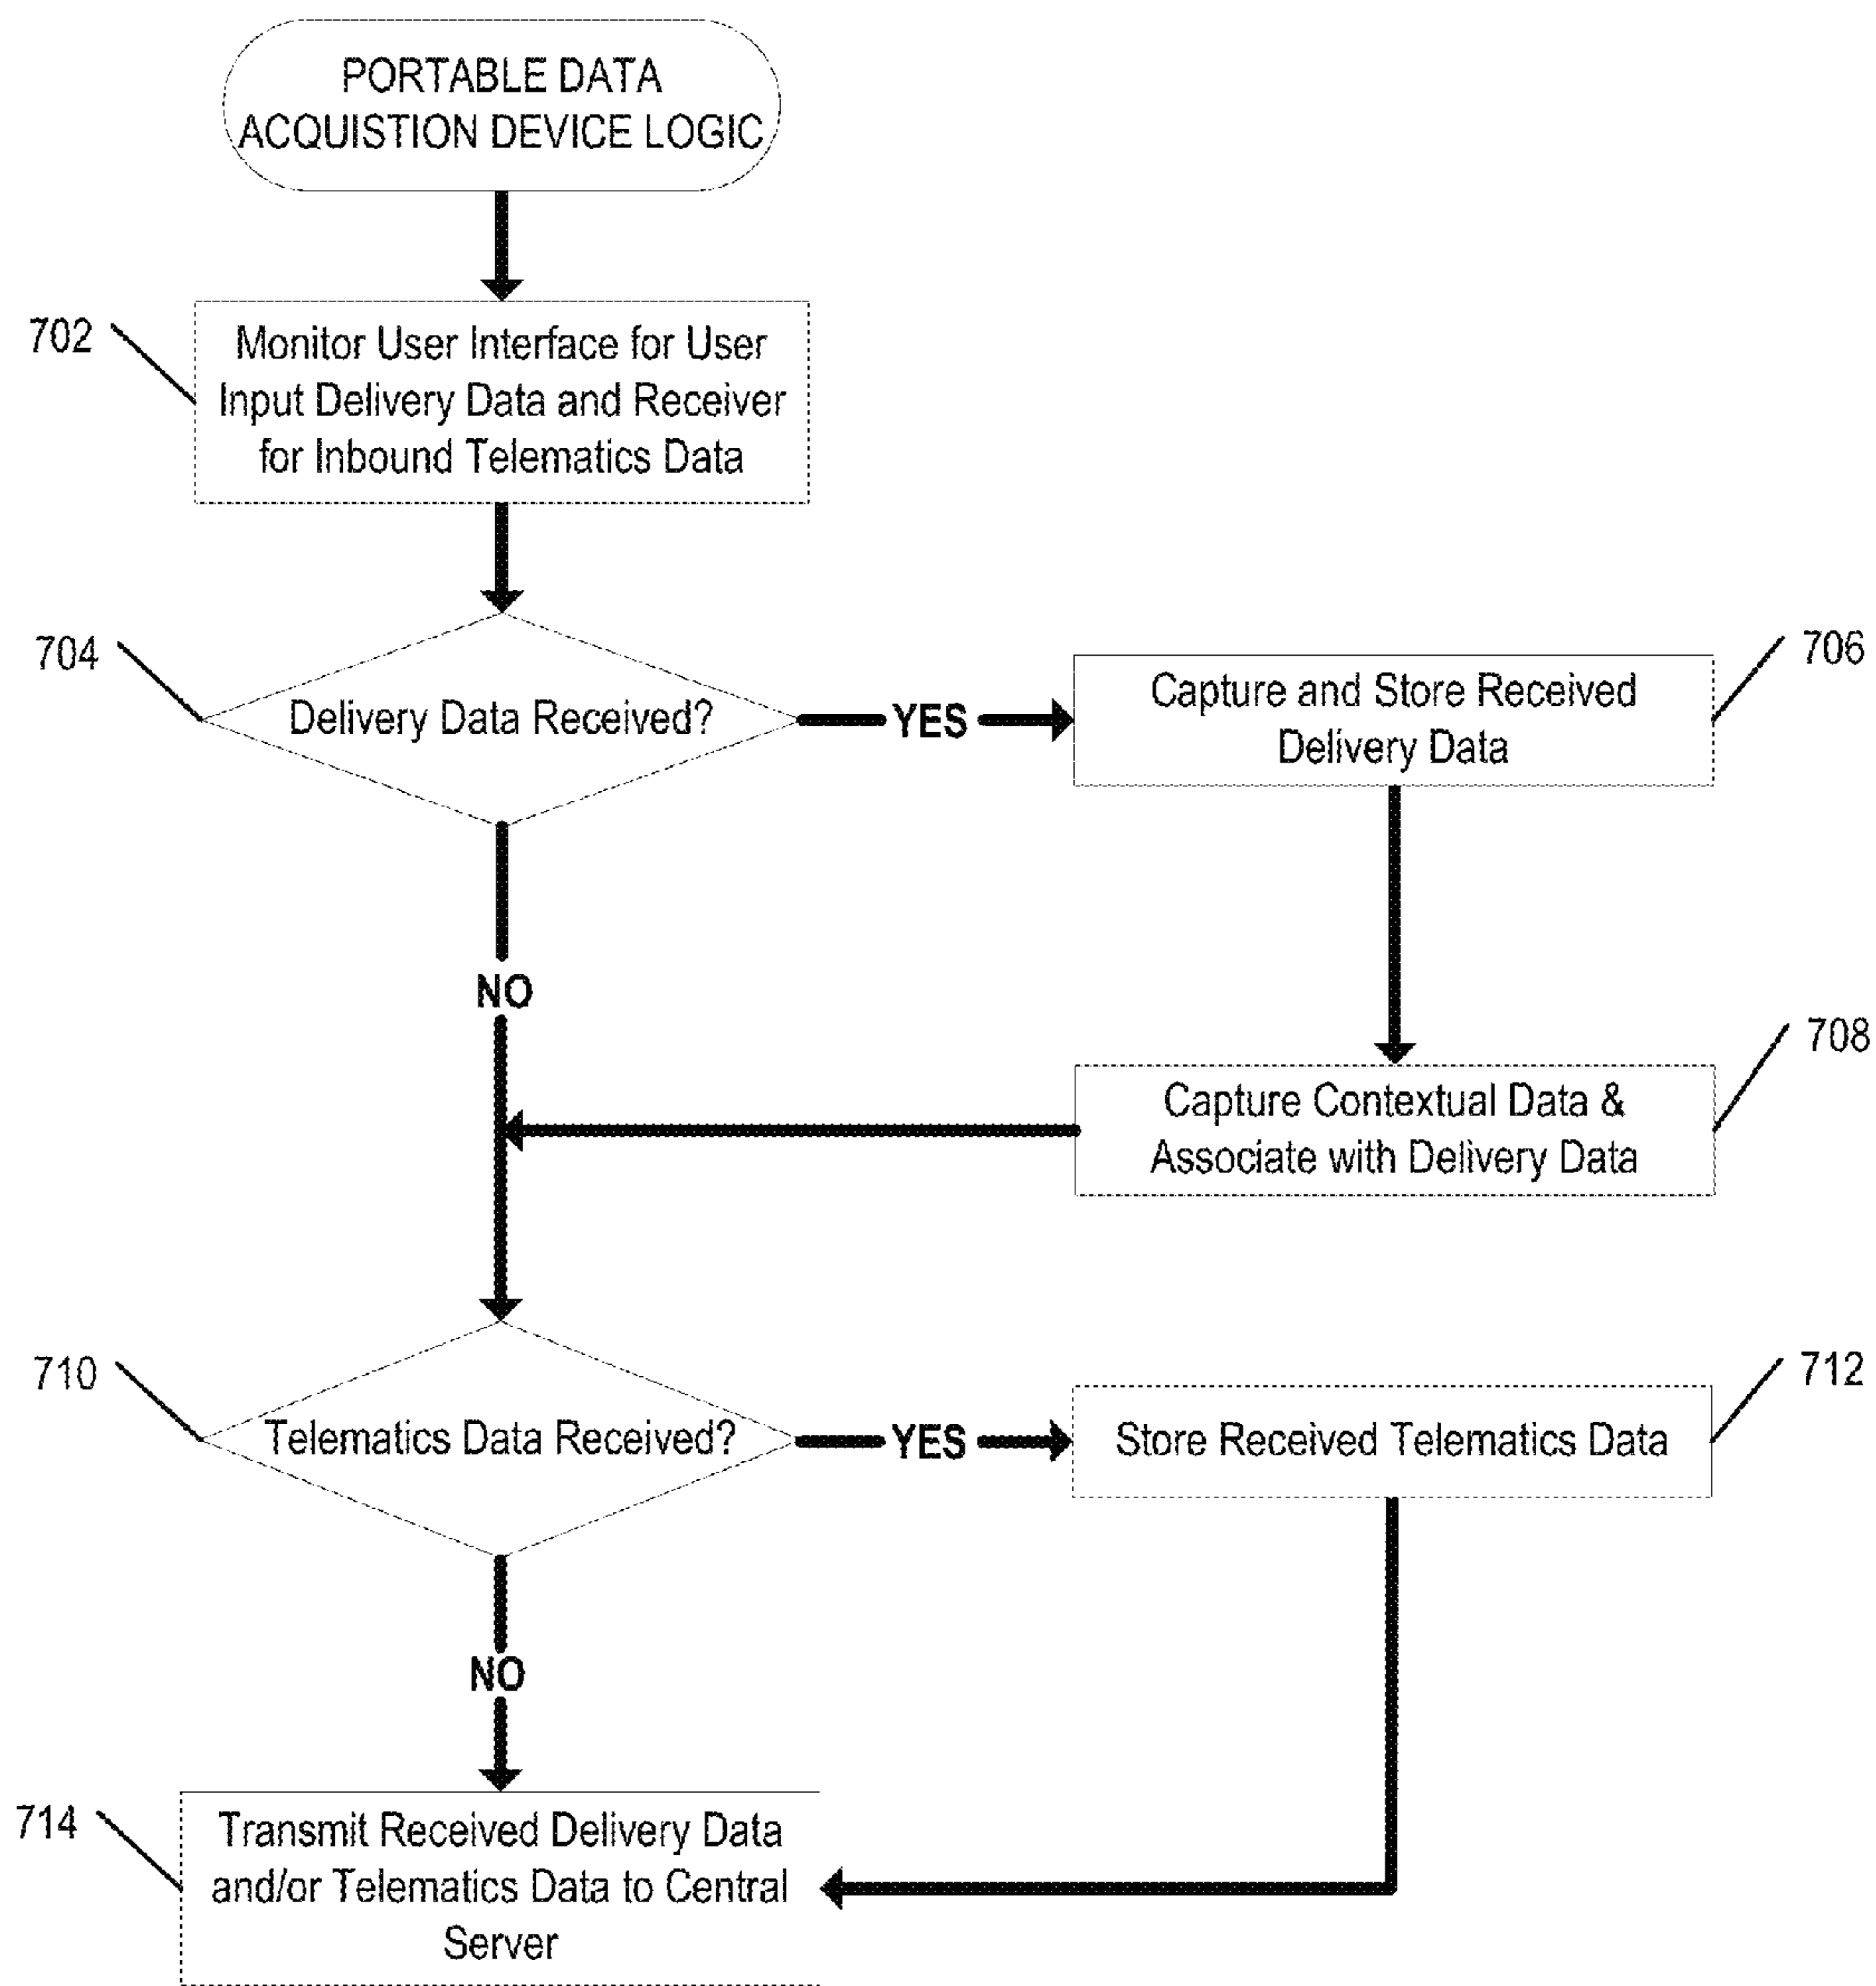 PORTABLE DATA
ACQUISTION DEVICE LOGIC
702
Monitor User Interface for User
Input Delivery Data and Receiver
for Inbound Telematics Data
704
Delivery Data Received?
YES
706
Capture and Store Received
Delivery Data
NO
708
Capture Contextual Data &
Associate with Delivery Data
710
Telematics Data Received?
YES
712
Store Received Telematics Data
NO
714
Transmit Received Delivery Data
and/or Telematics Data to Central
Server